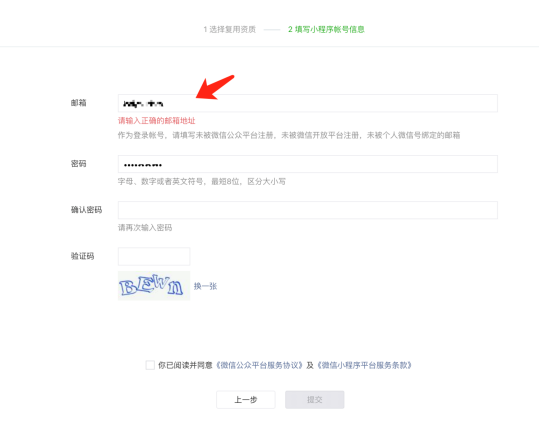 1 选择复用资质 —— 2 填写小程序帐号信息
邮箱
请输入正确的邮箱地址
作为登录帐号，请填写未被微信公众平台注册，未被微信开放平台注册，未被个人微信号绑定的邮箱
密码
字母、数字或者英文符号，最短8位，区分大小写
确认密码
请再次输入密码
验证码
BEWn 换一张
你已阅读并同意《微信公众平台服务协议》及《微信小程序平台服务条款》
上一步 提交